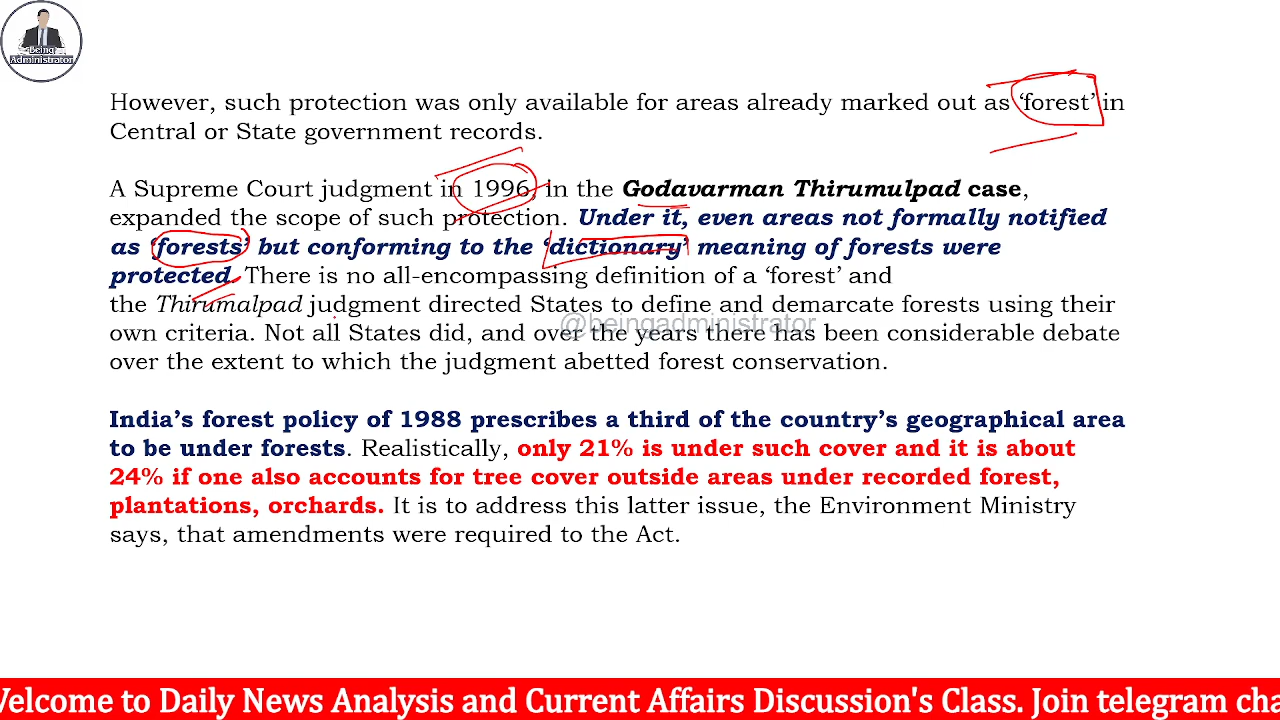 Being
Administrator
However, such protection was only available for areas already marked out as ‘forest’ in
Central or State government records.
A Supreme Court judgment in 1996, in the Godavarman Thirumulpad case,
expanded the scope of such protection. Under it, even areas not formally notified
as ‘forests’ but conforming to the ‘dictionary’ meaning of forests were
protected. There is no all-encompassing definition of a ‘forest’ and
the Thirumalpad judgment directed States to define and demarcate forests using their
@beingadministrator
own criteria. Not all States did, and over the years there has been considerable debate
over the extent to which the judgment abetted forest conservation.
India’s forest policy of 1988 prescribes a third of the country’s geographical area
to be under forests. Realistically, only 21% is under such cover and it is about
24% if one also accounts for tree cover outside areas under recorded forest,
plantations, orchards. It is to address this latter issue, the Environment Ministry
says, that amendments were required to the Act.
Welcome to Daily News Analysis and Current Affairs Discussion's Class. Join telegram cha